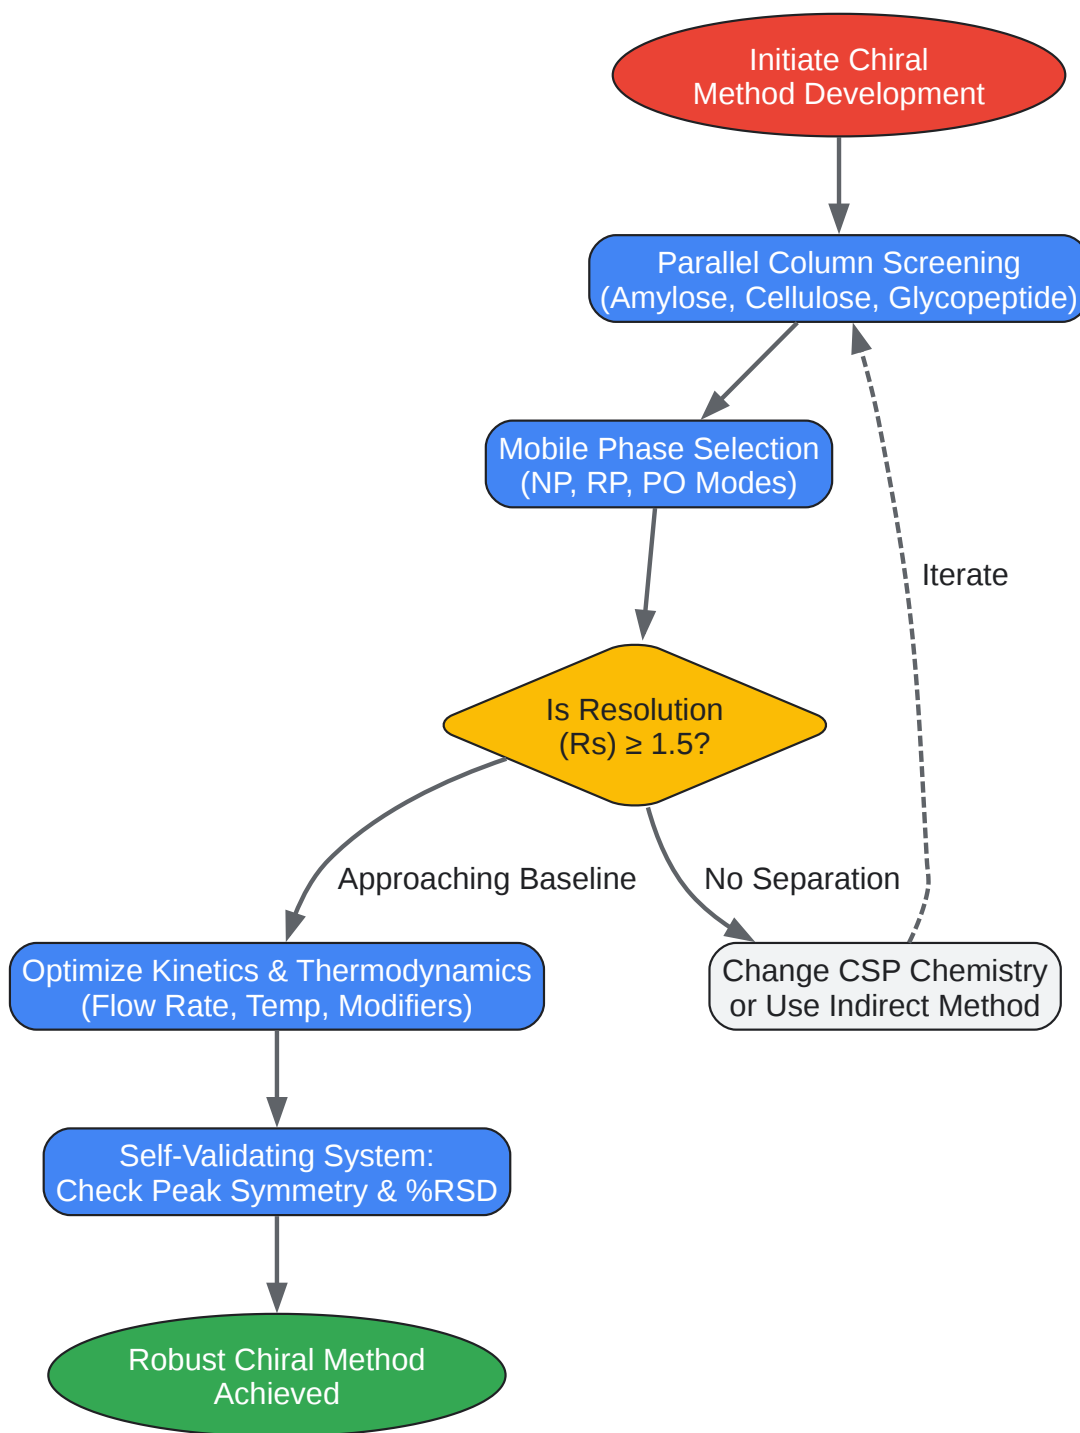 Initiate Chiral
Method Development
Parallel Column Screening
(Amylose, Cellulose, Glycopeptide)
Mobile Phase Selection
(NP, RP, PO Modes)
Iterate
Is Resolution
(Rs) ≥ 1.5?
Approaching Baseline
No Separation
Optimize Kinetics & Thermodynamics
(Flow Rate, Temp, Modifiers)
Change CSP Chemistry
or Use Indirect Method
Self-Validating System:
Check Peak Symmetry & %RSD
Robust Chiral Method
Achieved